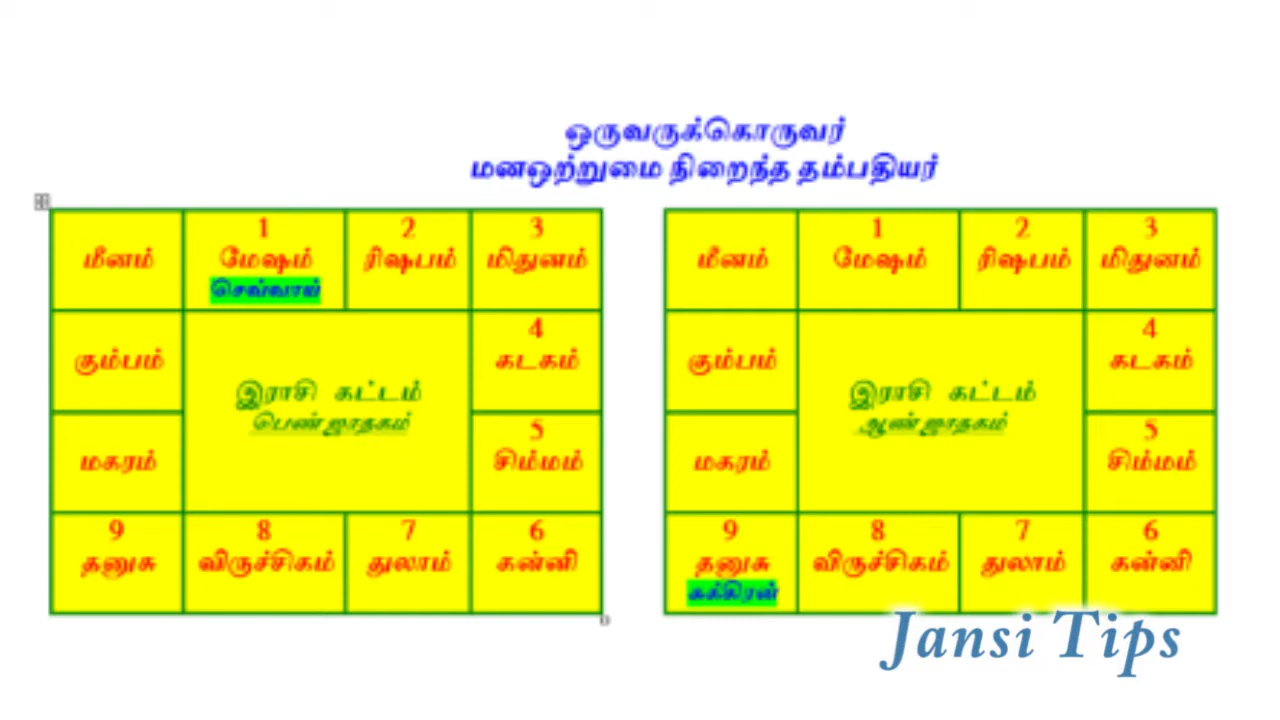 ஒருவருக்கொருவர்
மனஒற்றுமை நிறைந்த தம்பதியர்
மீனம்
1
மேஷம்
செவ்வாய்
2
ரிஷபம்
3
மிதுனம்
கும்பம்
இராசி கட்டம்
பெண்ஜாதகம்
4
கடகம்
மகரம்
5
சிம்மம்
9
தனுசு
8
விருச்சிகம்
7
துலாம்
6
கன்னி
மீனம்
1
மேஷம்
2
ரிஷபம்
3
மிதுனம்
கும்பம்
இராசி கட்டம்
ஆண்ஜாதகம்
4
கடகம்
மகரம்
5
சிம்மம்
9
தனுசு
சுக்கிரன்
8
விருச்சிகம்
7
துலாம்
6
கன்னி
Jansi Tips